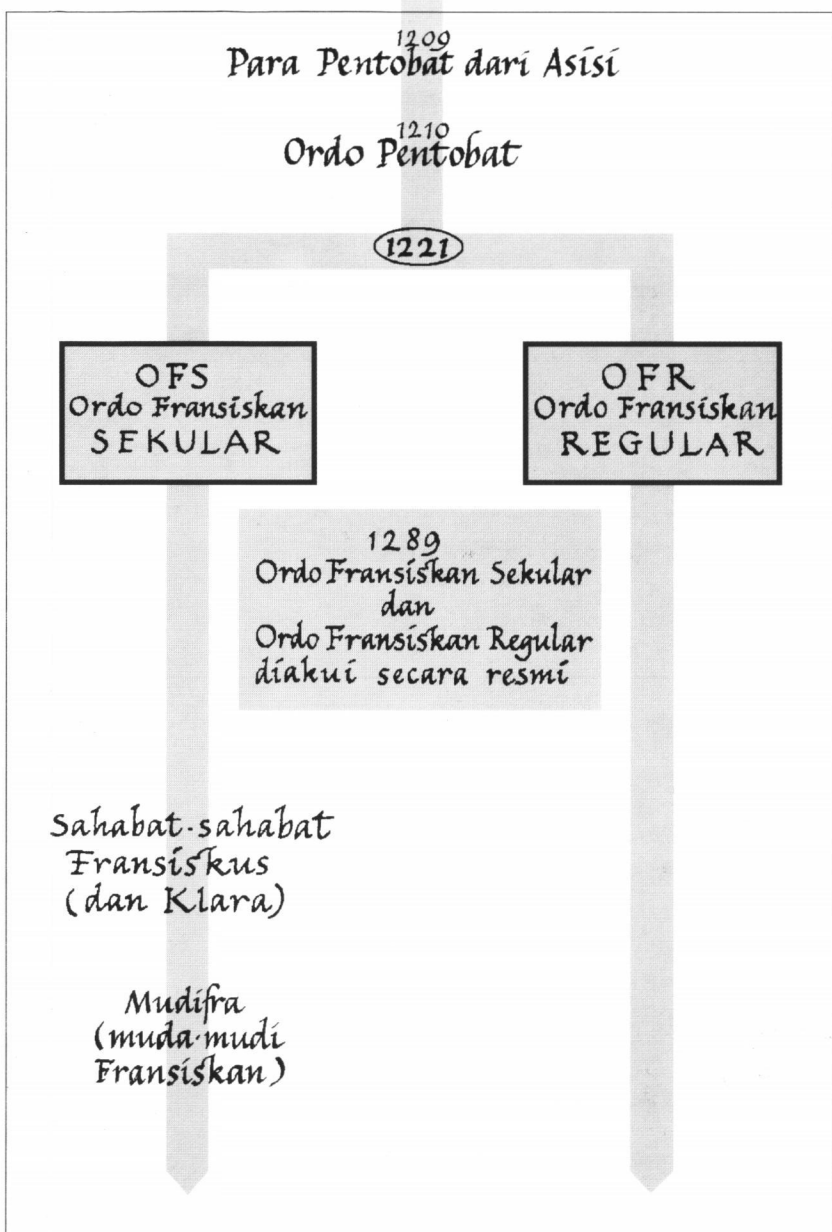 1209
Para Pentobat dari Asisi
1210
Ordo Pentobat
1221
OFS
Ordo Fransiskan
SEKULAR
OFR
Ordo Fransiskan
REGULAR
1289
Ordo Fransiskan Sekular
dan
Ordo Fransiskan Regular
diakui secara resmi
Sahabat-sahabat
Fransiskus
(dan Klara)
Mudifra
(muda-mudi
Fransiskan)